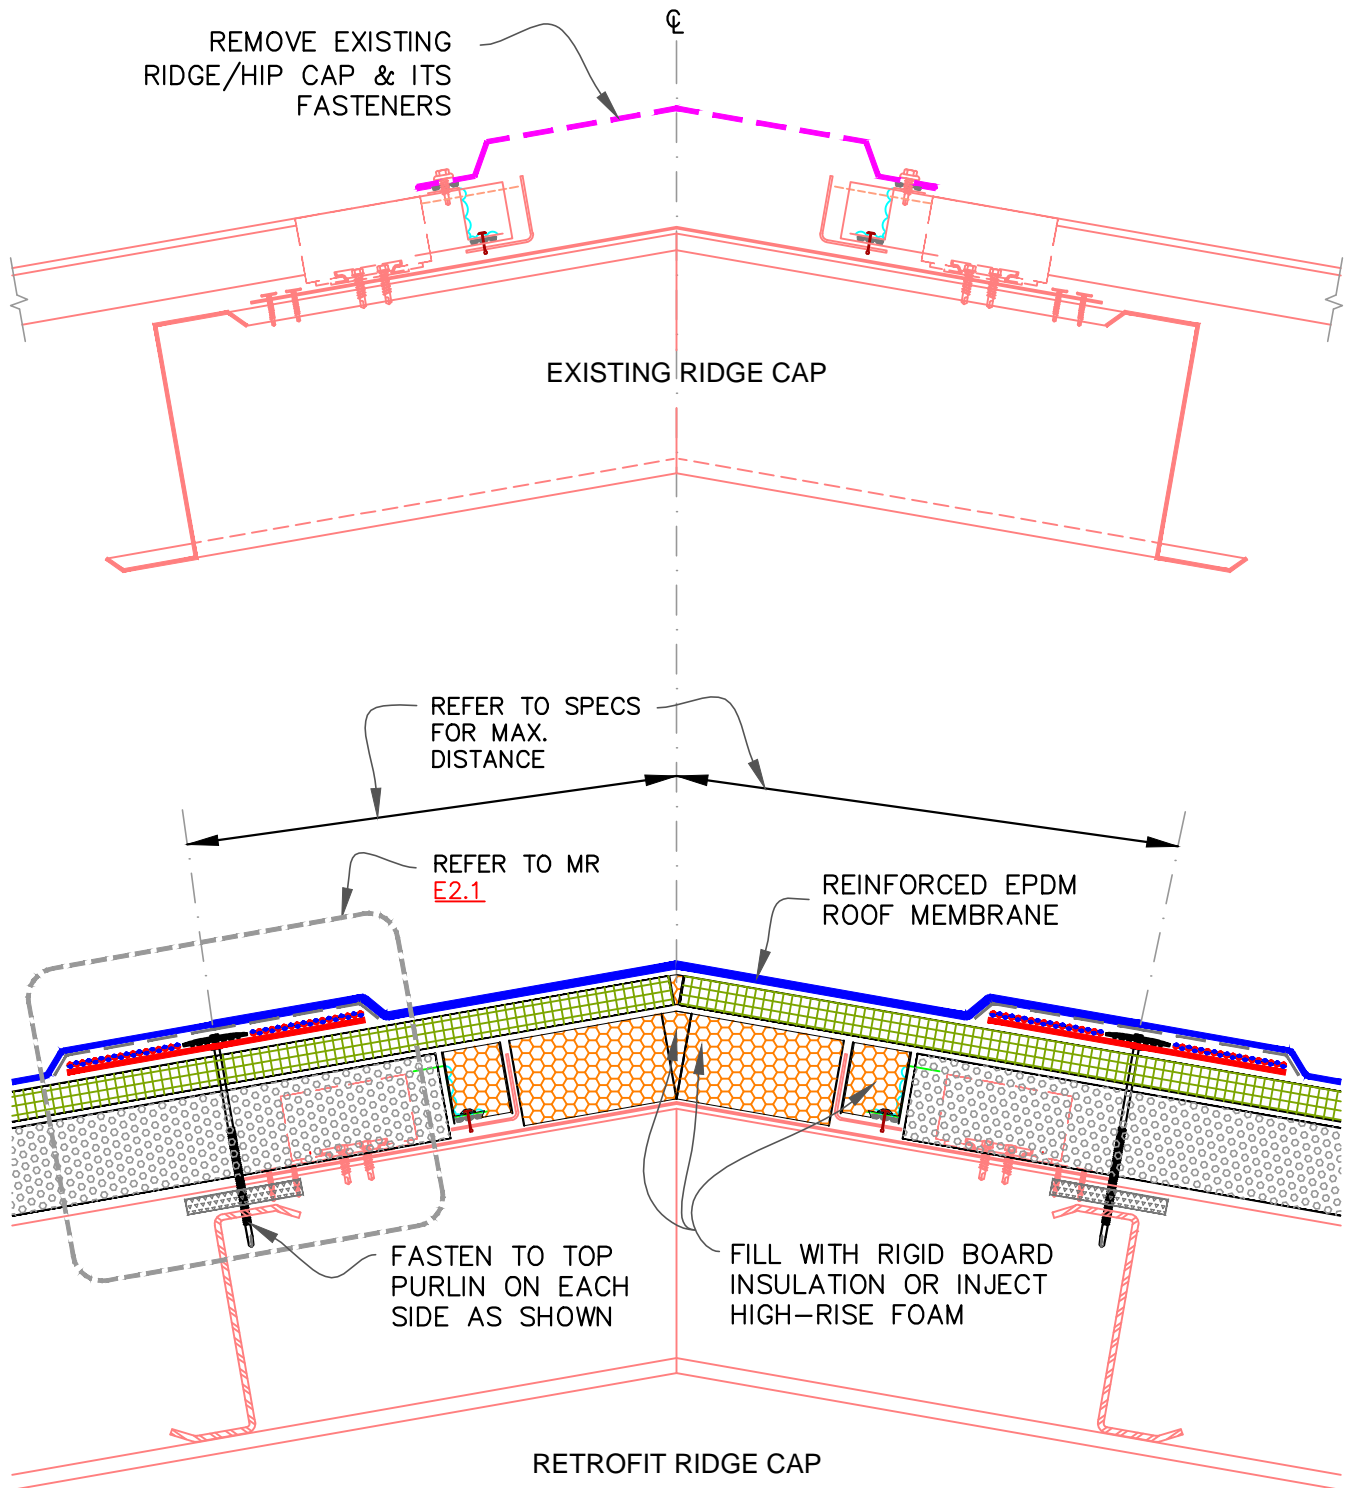 ℄
REMOVE EXISTING
RIDGE/HIP CAP & ITS
FASTENERS
EXISTING RIDGE CAP
REFER TO SPECS
FOR MAX.
DISTANCE
REFER TO MR
E2.1
REINFORCED EPDM
ROOF MEMBRANE
FASTEN TO TOP
PURLIN ON EACH
SIDE AS SHOWN
FILL WITH RIGID BOARD
INSULATION OR INJECT
HIGH-RISE FOAM
RETROFIT RIDGE CAP